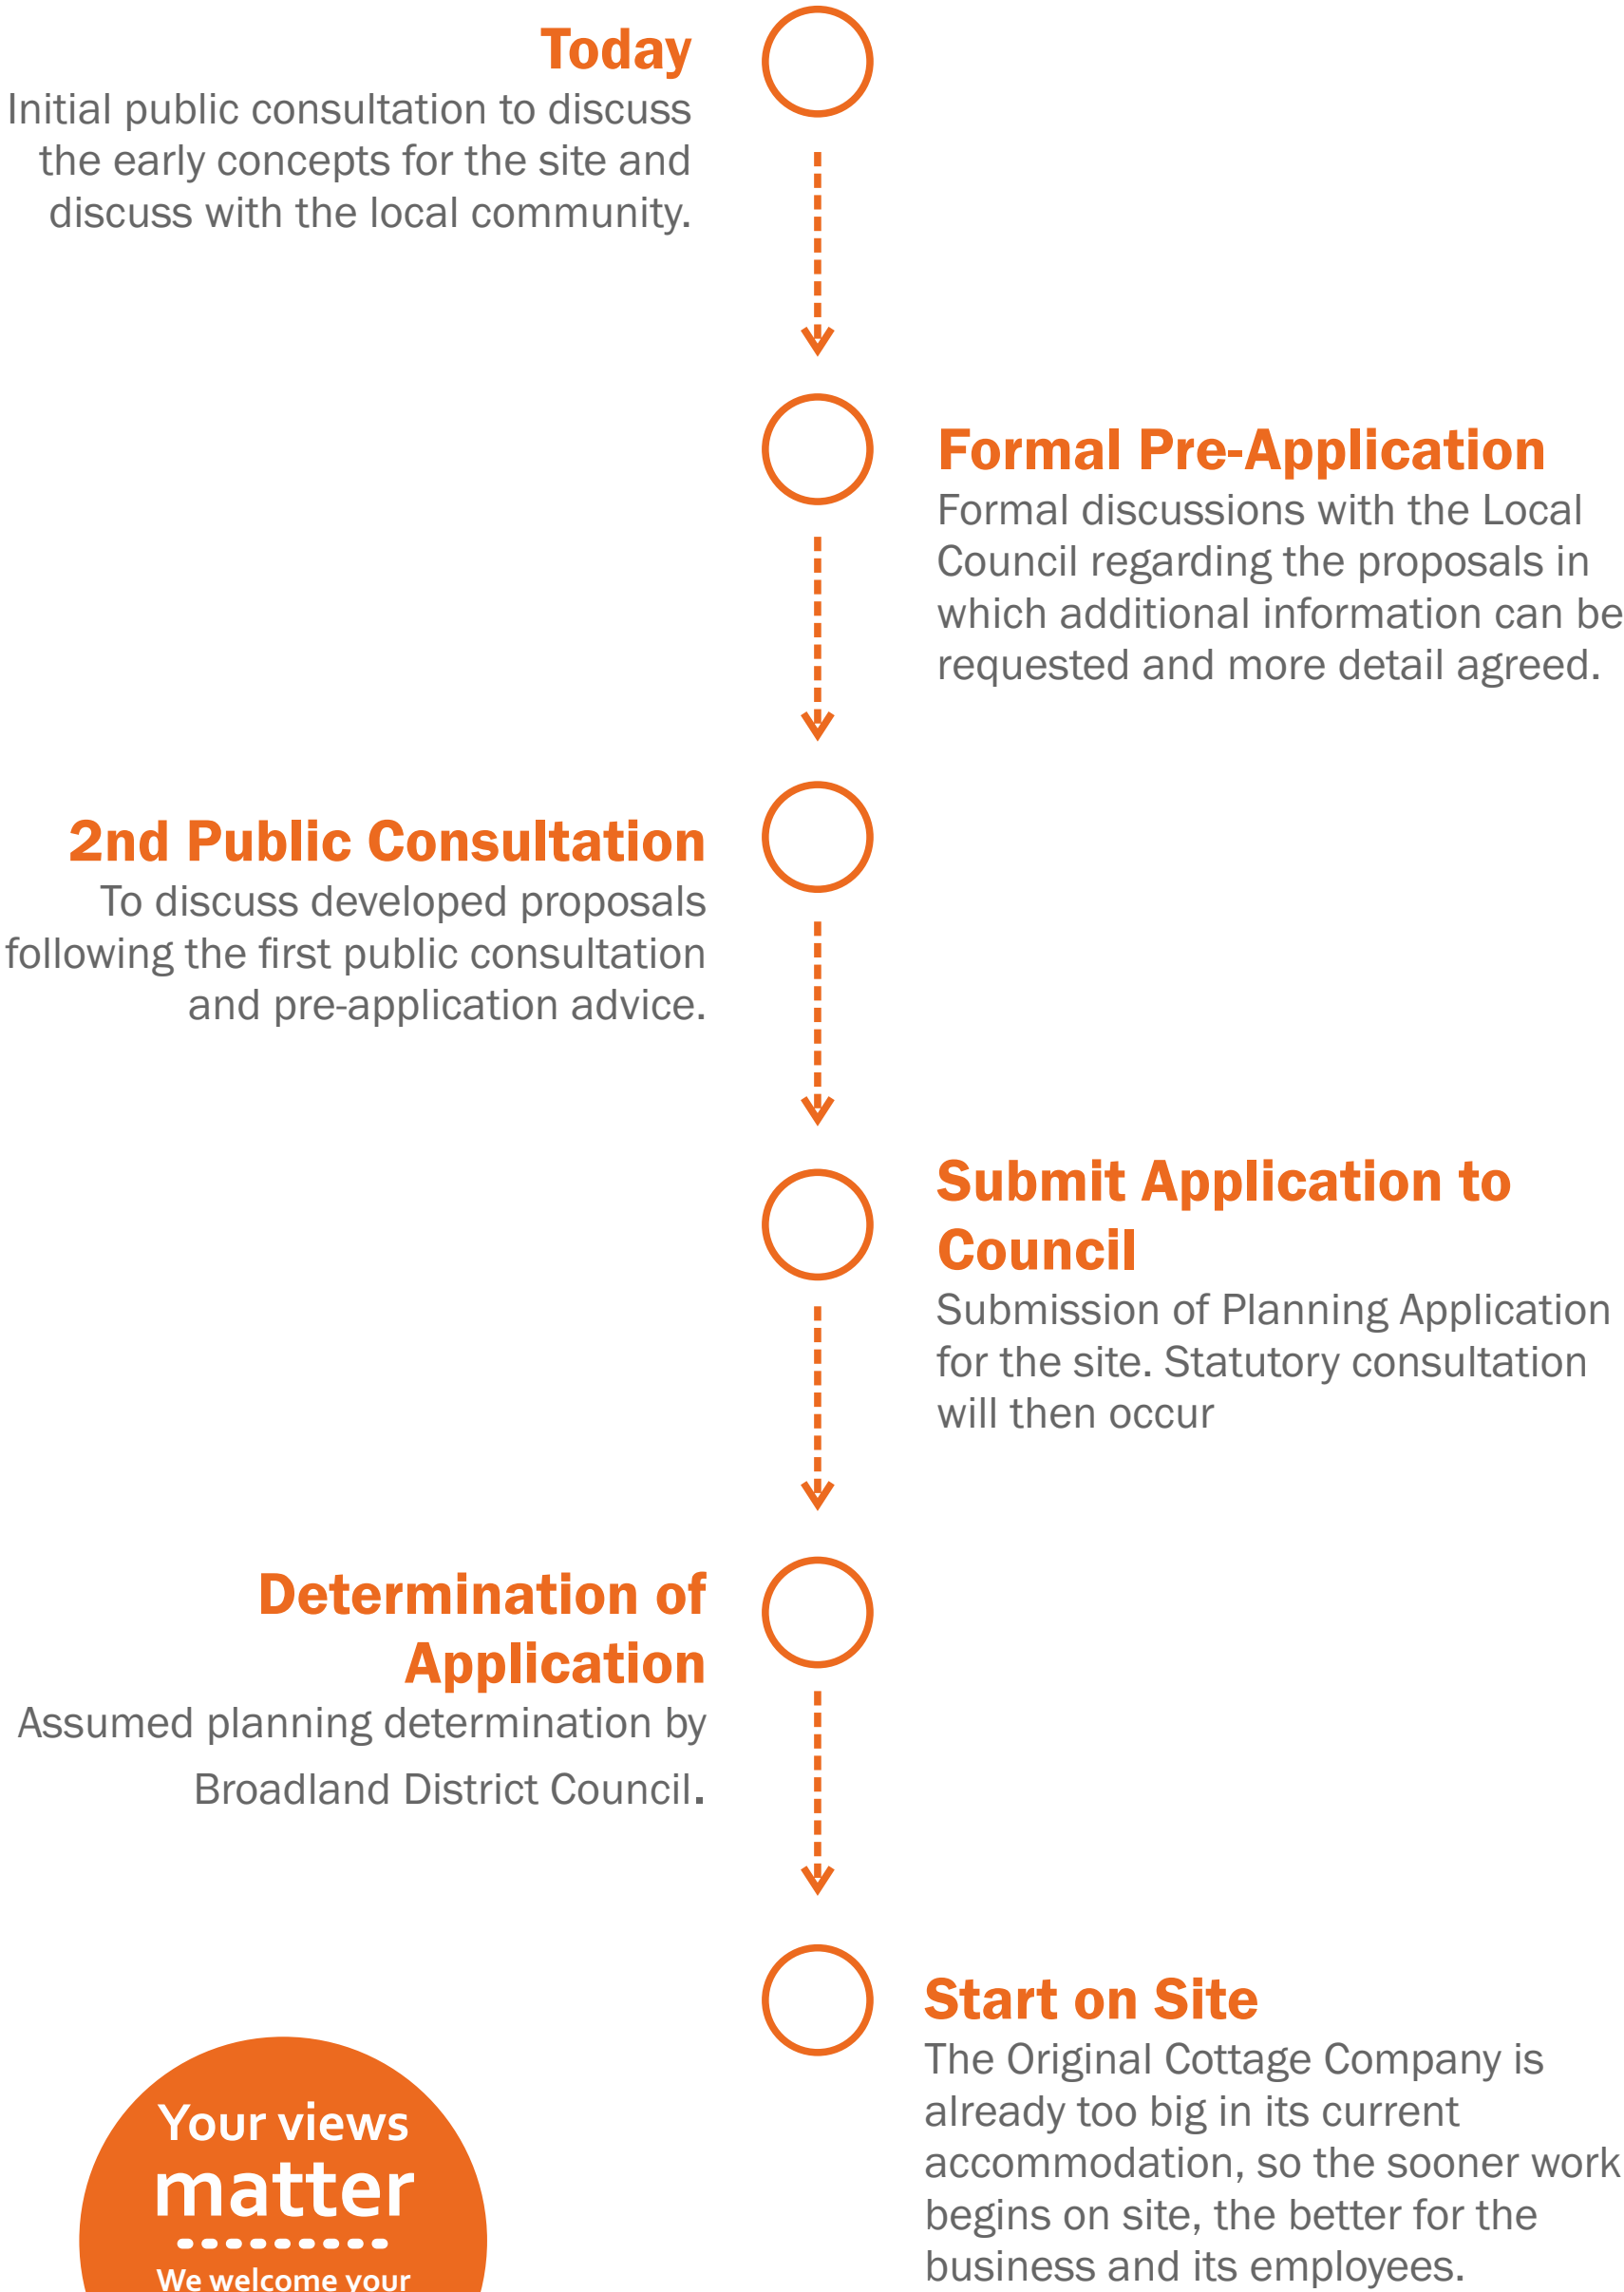 Today
Initial public consultation to discuss
the early concepts for the site and
discuss with the local community.
Formal Pre-Application
Formal discussions with the Local
Council regarding the proposals in
which additional information can be
requested and more detail agreed.
2nd Public Consultation
To discuss developed proposals
following the first public consultation
and pre-application advice.
Submit Application to
Council
Submission of Planning Application
for the site. Statutory consultation
will then occur
Determination of
Application
Assumed planning determination by
Broadland District Council.
Start on Site
The Original Cottage Company is
already too big in its current
accommodation, so the sooner work
begins on site, the better for the
business and its employees.
Your views
matter
We welcome your